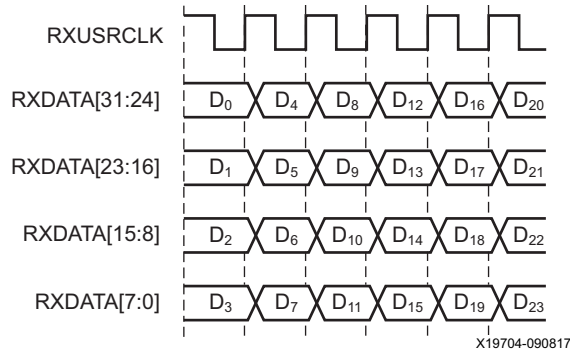 RXUSRCLK
RXDATA[31:24] D0 D4 D8 D12 D16 D20
RXDATA[23:16] D1 D5 D9 D13 D17 D21
RXDATA[15:8] D2 D6 D10 D14 D18 D22
RXDATA[7:0] D3 D7 D11 D15 D19 D23
X19704-090817